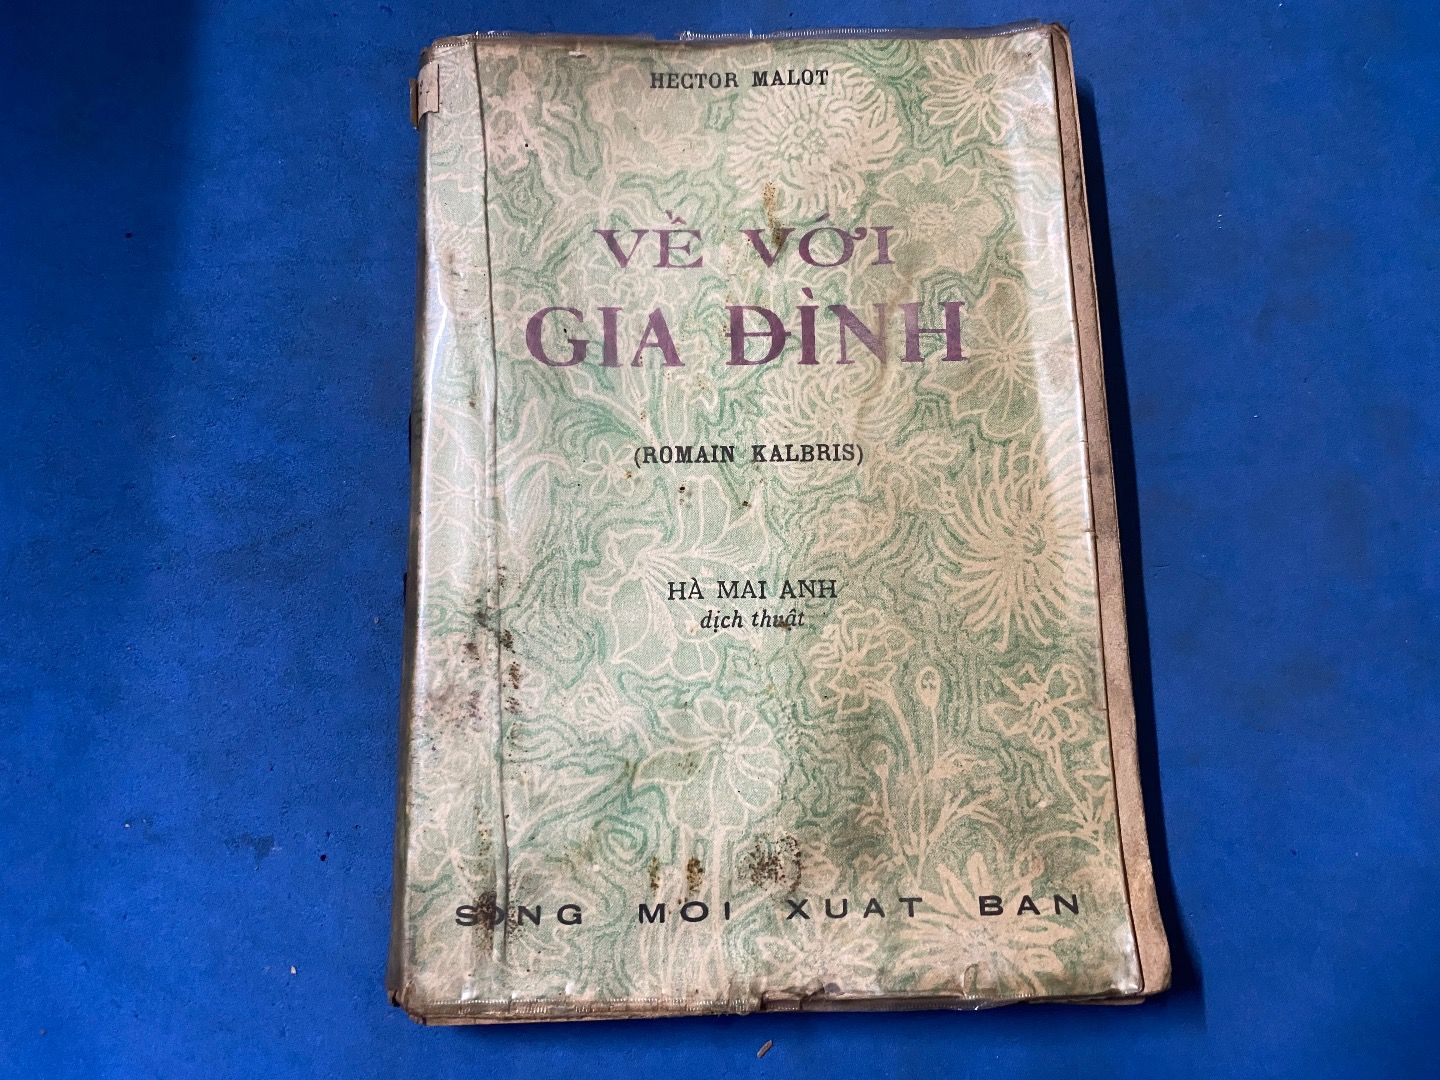 HECTOR MALOT
VỀ VỚI
GIA ĐÌNH
(ROMAIN KALBRIS)
HÀ MAI ANH
dịch thuật
SONG MOI XUAT BAN